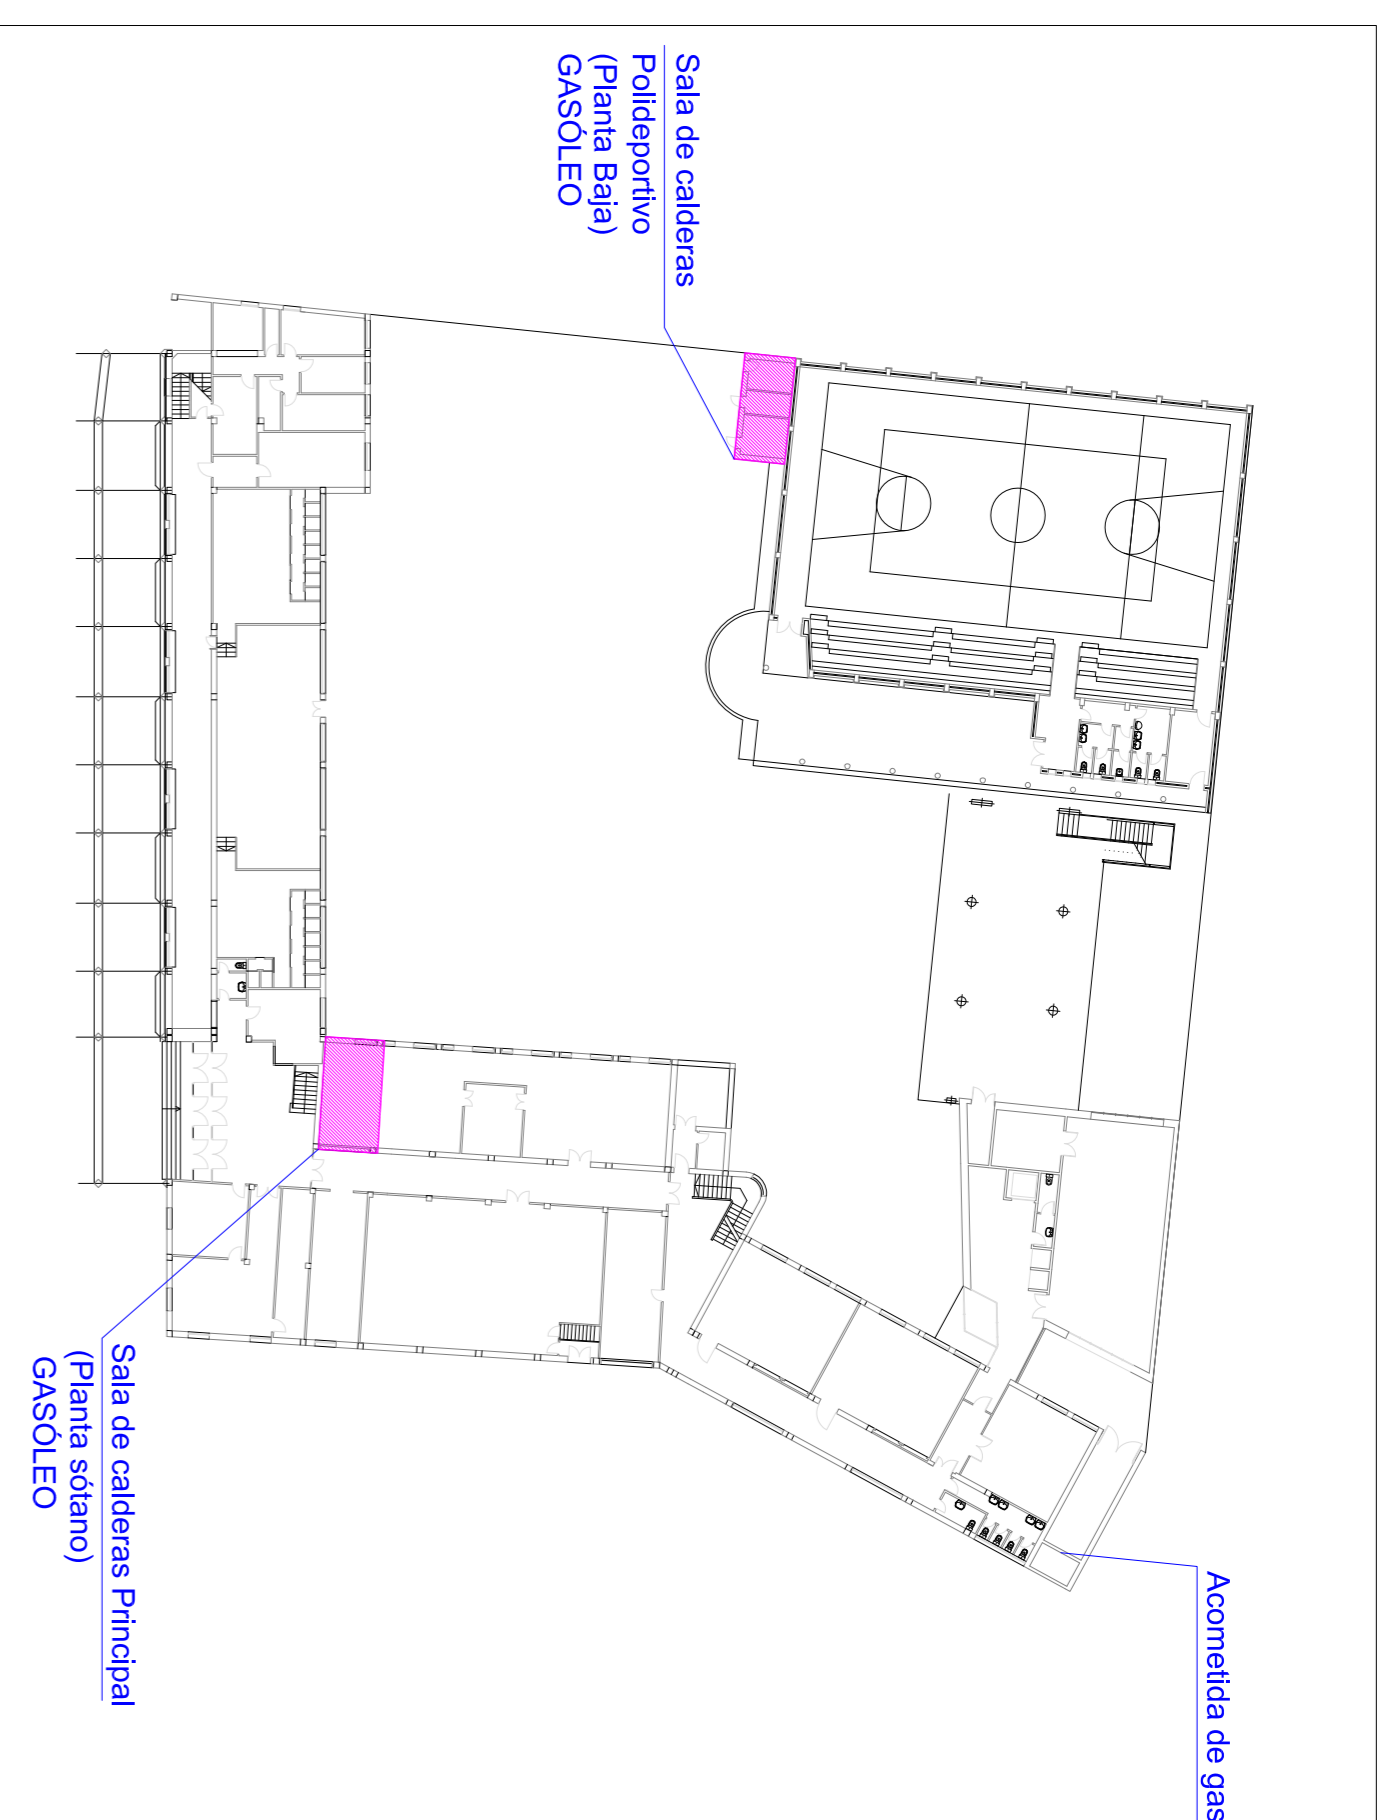 Sala de calderas
Polideportivo
(Planta Baja)
GASÓLEO
Acometida de gas
Sala de calderas Principal
(Planta sótano)
GASÓLEO